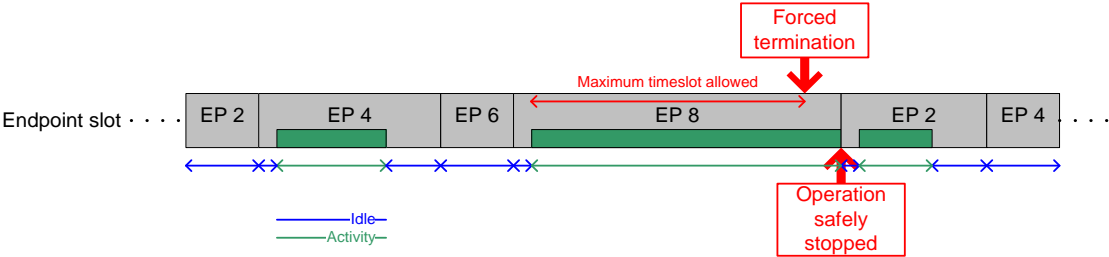 Forced
termination
Maximum timeslot allowed
Endpoint slot · · · · EP 2 EP 4 EP 6 EP 8 EP 2 EP 4 · · · ·
Operation
safely
stopped
Idle
Activity